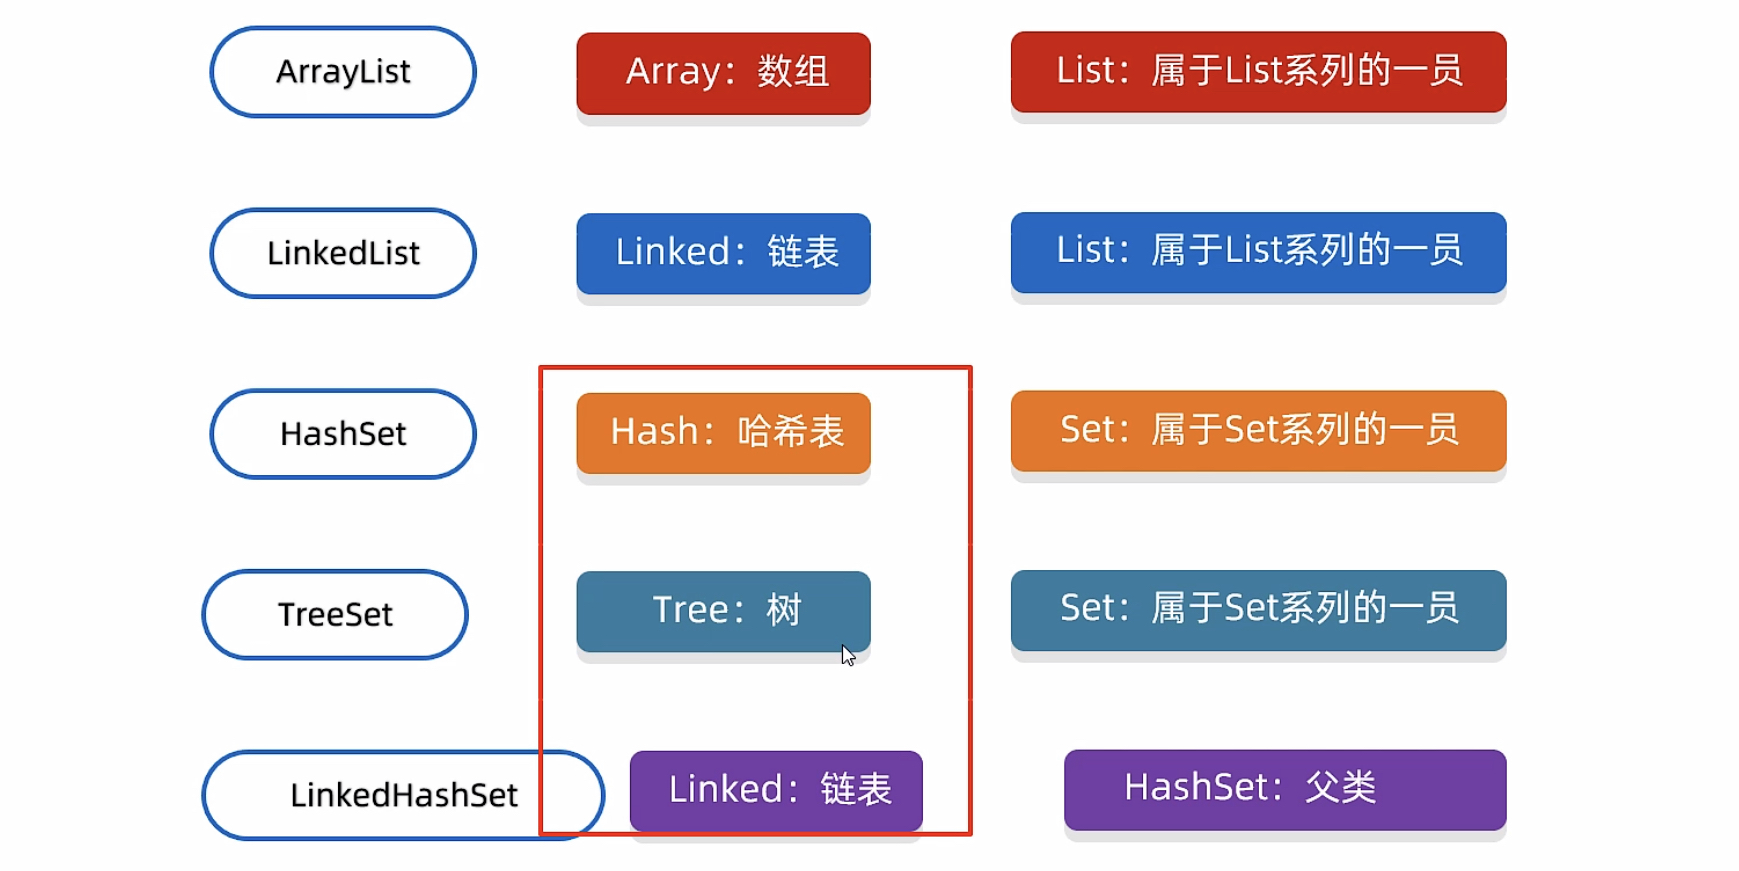 ArrayList
Array：数组
List：属于List系列的一员
LinkedList
Linked：链表
List：属于List系列的一员
HashSet
Hash：哈希表
Set：属于Set系列的一员
TreeSet
Tree：树
Set：属于Set系列的一员
LinkedHashSet
Linked：链表
HashSet：父类